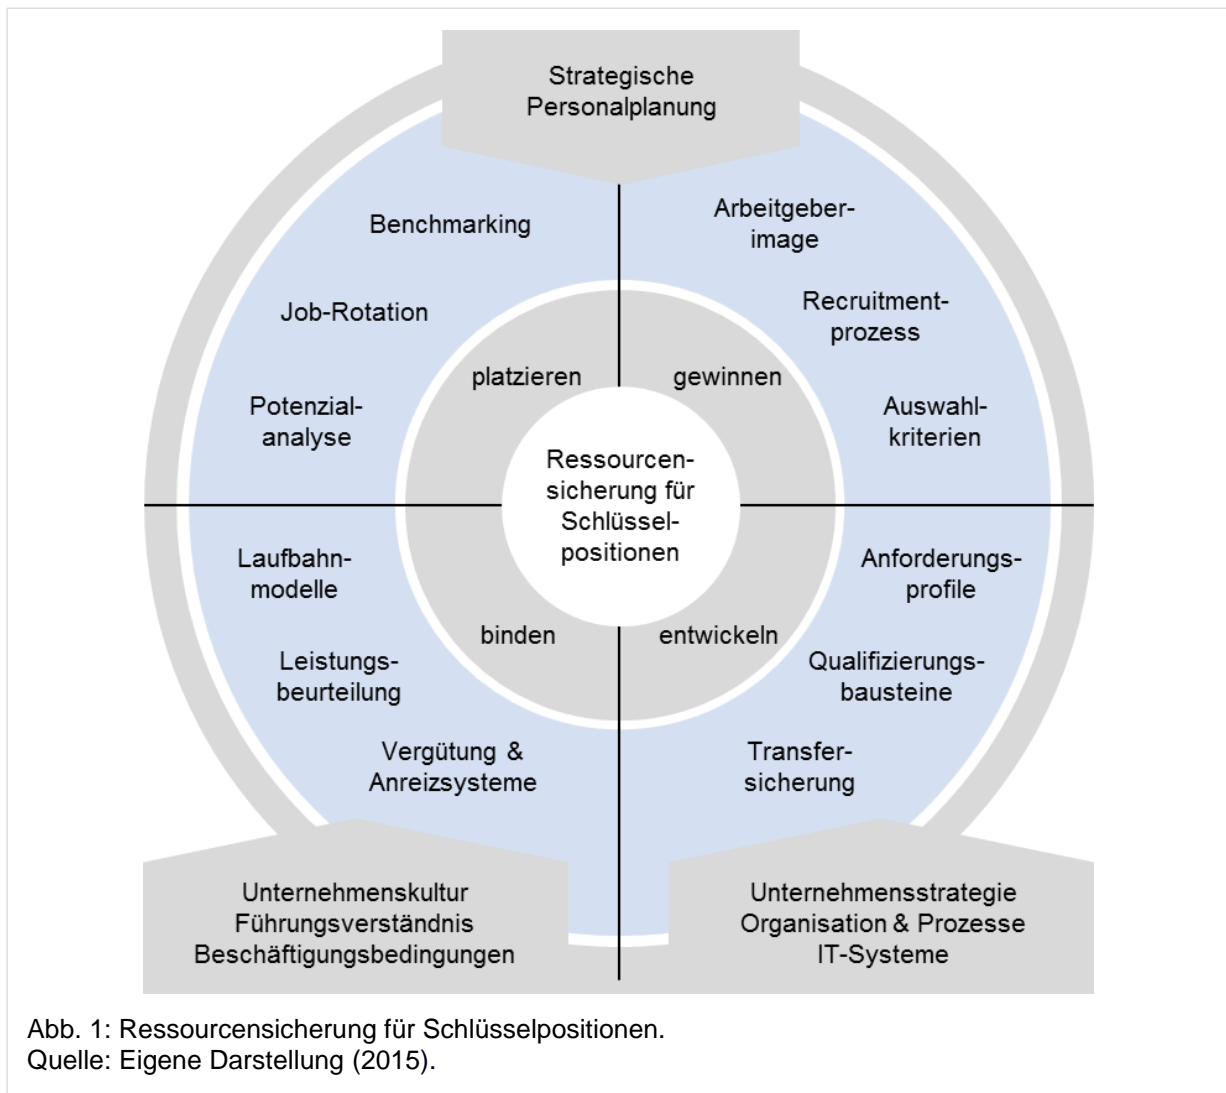 Strategische
Personalplanung
Benchmarking
Arbeitgeber-
image
Job-Rotation
Recruitment-
prozess
platzieren
gewinnen
Potenzial-
analyse
Auswahl-
kriterien
Ressourcen-
sicherung für
Schlüssel-
positionen
Laufbahn-
modelle
Anforderungs-
profile
binden
entwickeln
Leistungs-
beurteilung
Qualifizierungs-
bausteine
Vergütung &
Anreizsysteme
Transfer-
sicherung
Unternehmenskultur
Führungsverständnis
Beschäftigungsbedingungen
Unternehmensstrategie
Organisation & Prozesse
IT-Systeme
Abb. 1: Ressourcensicherung für Schlüsselpositionen.
Quelle: Eigene Darstellung (2015).